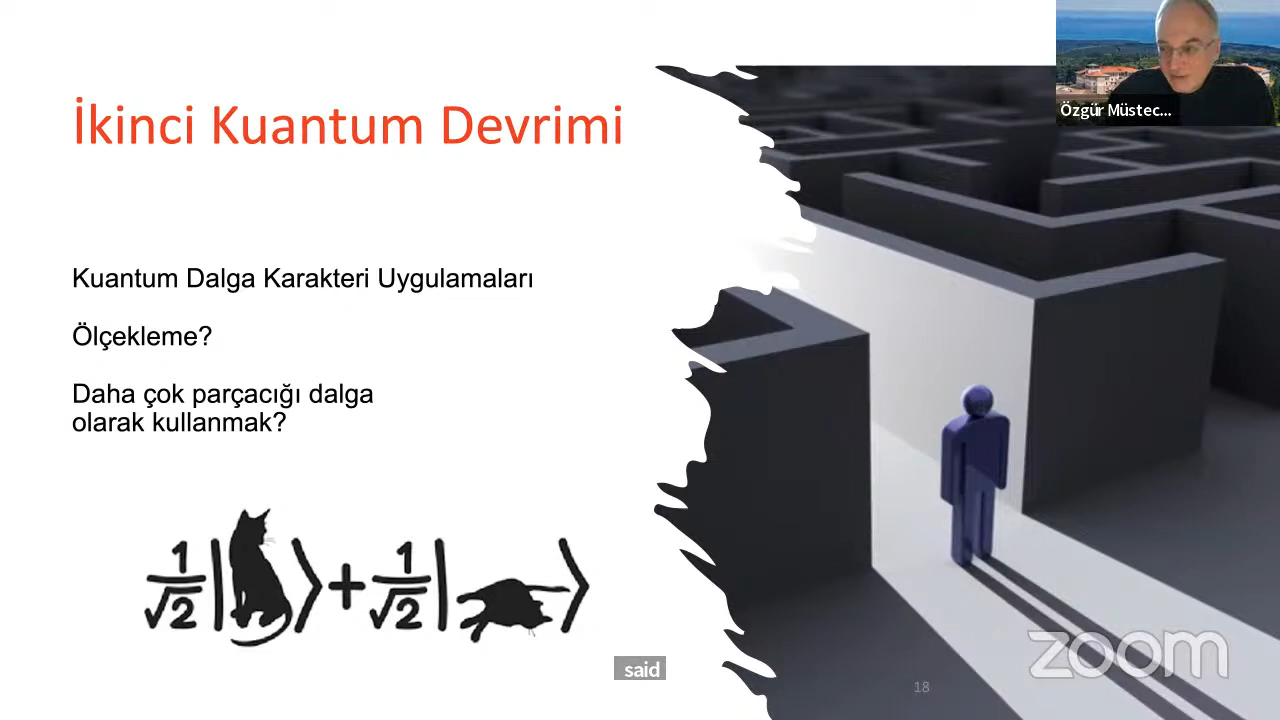 Özgür Müstec...
İkinci Kuantum Devrimi
Kuantum Dalga Karakteri Uygulamaları
Ölçekleme?
Daha çok parçacığı dalga
olarak kullanmak?
1/√2 | ⟩ + 1/√2 | ⟩
said
zoom
18